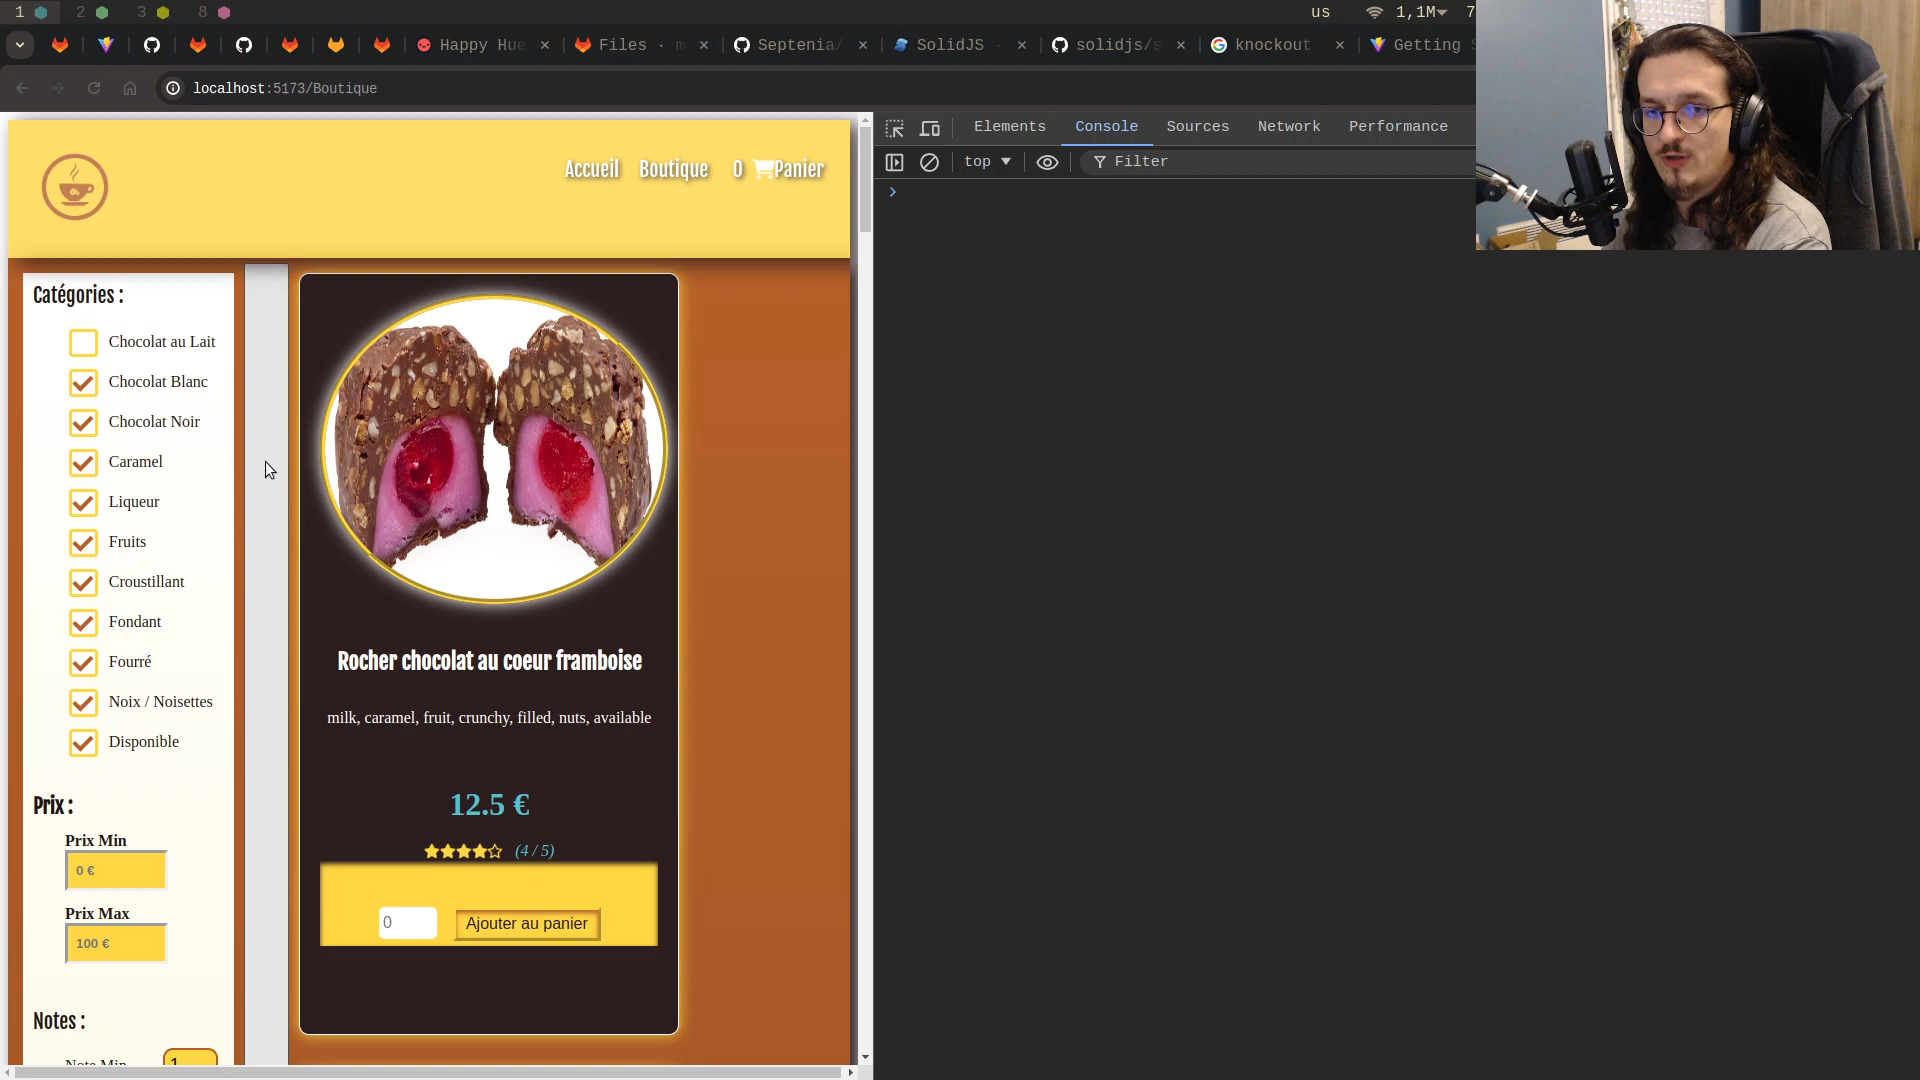 1 2 3 8 us 1,1M 7
Happy Hue Files · m Septenia/ SolidJS · solidjs/s knockout Getting S
localhost:5173/Boutique
Elements Console Sources Network Performance
top Filter
Accueil Boutique 0 Panier
Catégories :
Chocolat au Lait
Chocolat Blanc
Chocolat Noir
Caramel
Liqueur
Fruits
Croustillant
Fondant
Fourré
Noix / Noisettes
Disponible
Prix :
Prix Min
0 €
Prix Max
100 €
Notes :
Note Min 1
Rocher chocolat au coeur framboise
milk, caramel, fruit, crunchy, filled, nuts, available
12.5 €
(4 / 5)
0 Ajouter au panier